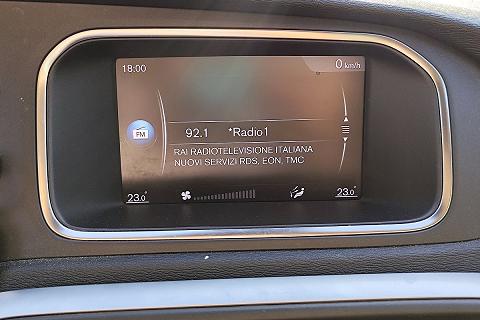 18:00
0 km/h
FM
92.1 *Radio1
RAI RADIOTELEVISIONE ITALIANA
NUOVI SERVIZI RDS, EON, TMC
23.0°
23.0°